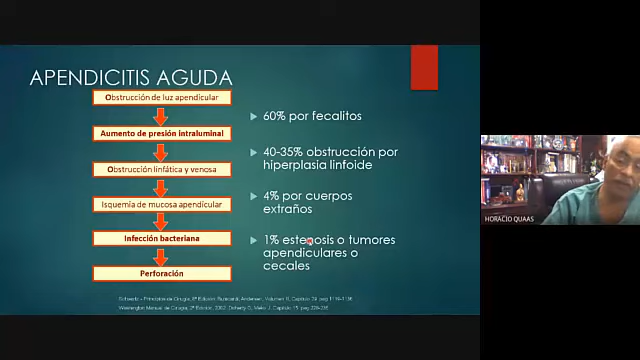 APENDICITIS AGUDA
Obstrucción de luz apendicular
Aumento de presión intraluminal
Obstrucción linfática y venosa
Isquemia de mucosa apendicular
Infección bacteriana
Perforación
60% por fecalitos
40-35% obstrucción por
hiperplasia linfoide
4% por cuerpos
extraños
1% estenosis o tumores
apendiculares o
cecales
HORACIO QUAAS